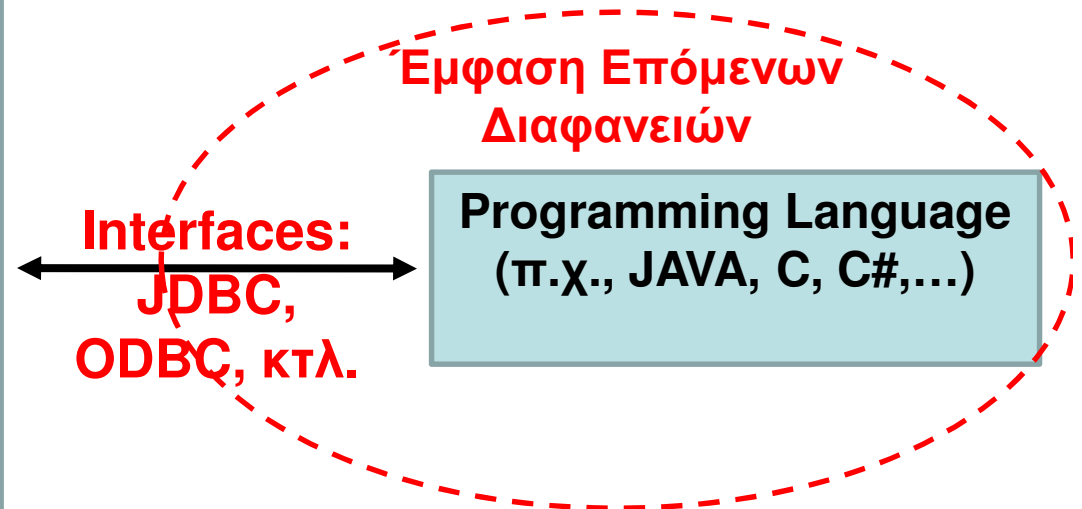 Έμφαση Επόμενων
Διαφανειών
Interfaces:
JDBC,
ODBC, κτλ.
Programming Language
(π.χ., JAVA, C, C#,...)